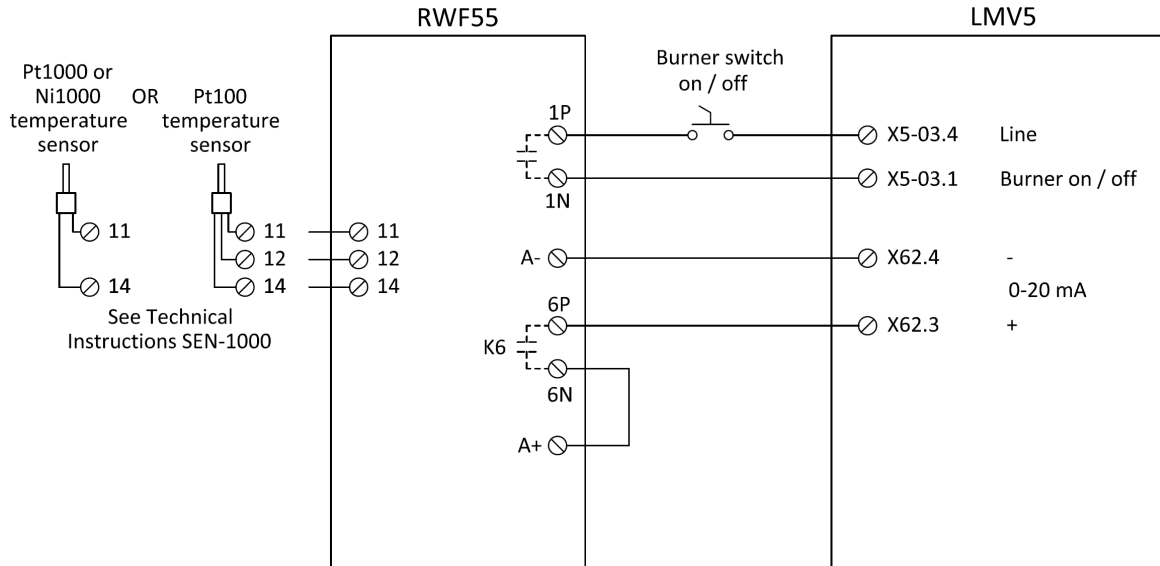 RWF55
LMV5
Pt1000 or
Ni1000
temperature
sensor
OR
Pt100
temperature
sensor
11
14
11
12
14
See Technical
Instructions SEN-1000
11
12
14
1P
1N
A-
6P
K6
6N
A+
Burner switch
on / off
X5-03.4 Line
X5-03.1 Burner on / off
X62.4 -
0-20 mA
X62.3 +